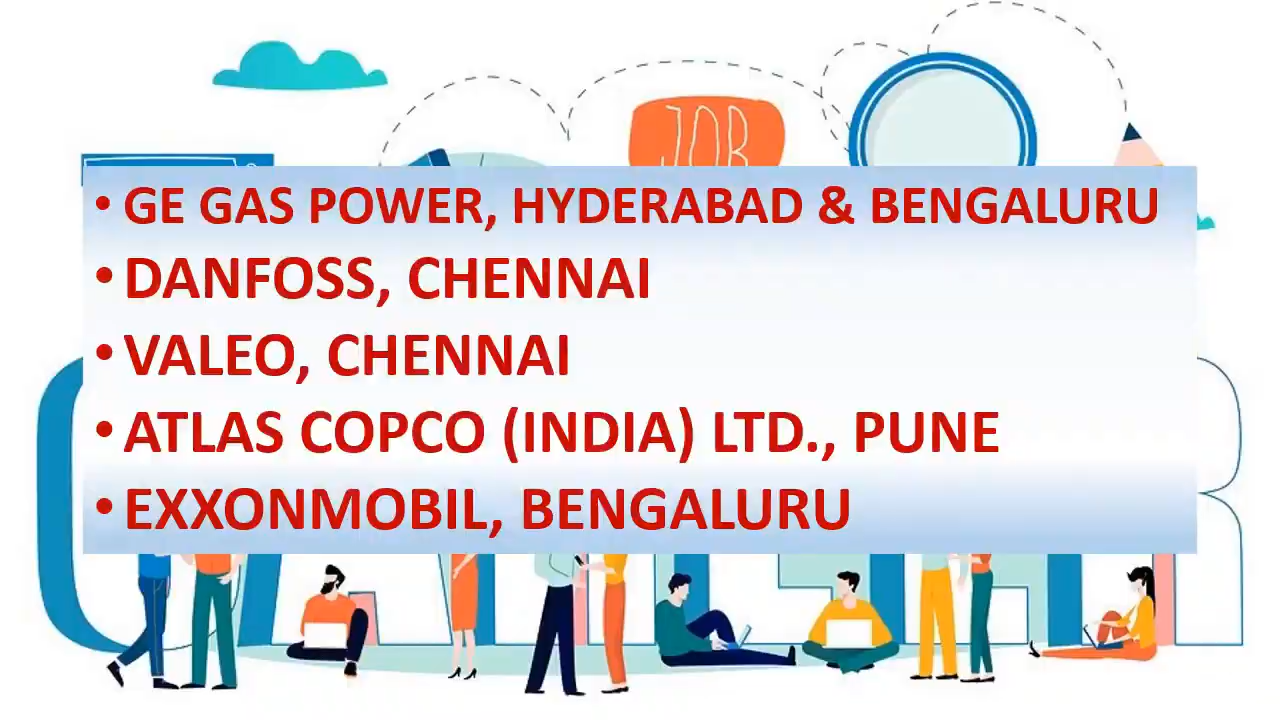 JOB
• GE GAS POWER, HYDERABAD & BENGALURU
• DANFOSS, CHENNAI
• VALEO, CHENNAI
• ATLAS COPCO (INDIA) LTD., PUNE
• EXXONMOBIL, BENGALURU